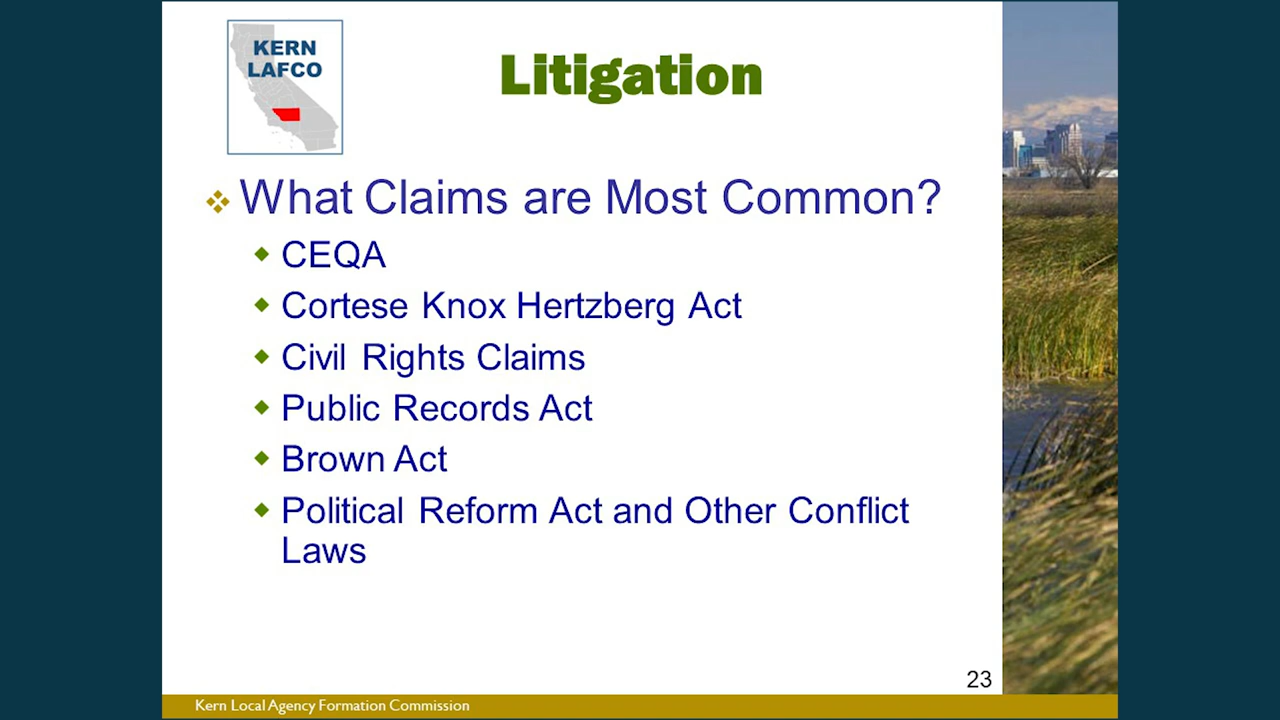 KERN
LAFCO
Litigation
What Claims are Most Common?
CEQA
Cortese Knox Hertzberg Act
Civil Rights Claims
Public Records Act
Brown Act
Political Reform Act and Other Conflict
Laws
23
Kern Local Agency Formation Commission